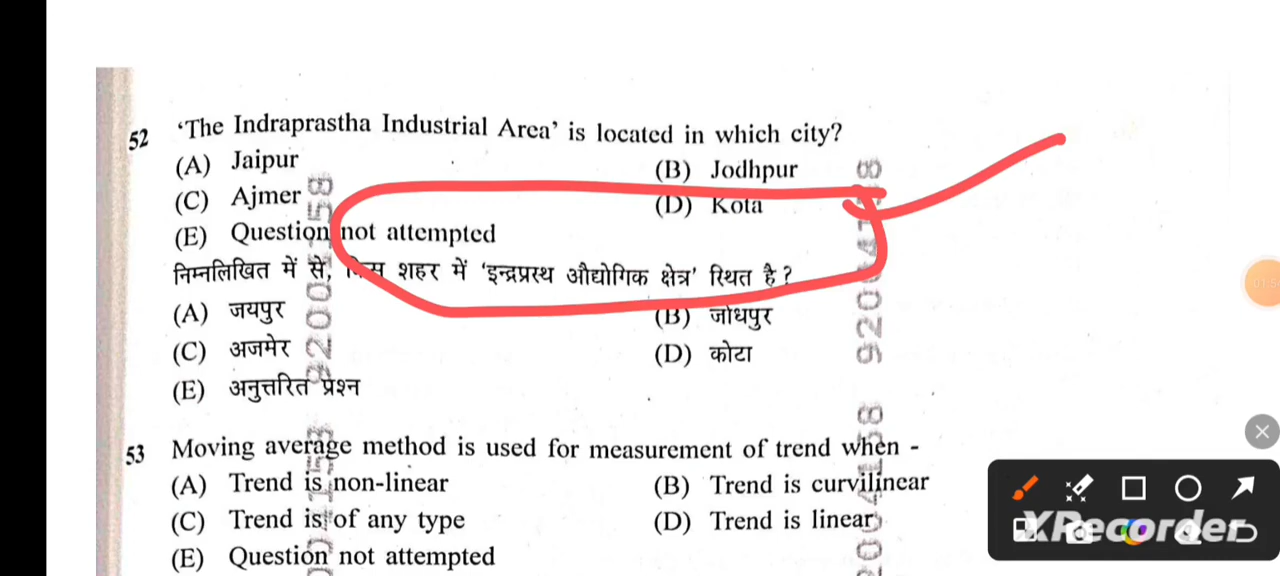 52 ‘The Indraprastha Industrial Area’ is located in which city?
(A) Jaipur (B) Jodhpur
(C) Ajmer (D) Kota
(E) Question not attempted
निम्नलिखित में से, किस शहर में ‘इन्द्रप्रस्थ औद्योगिक क्षेत्र’ स्थित है ?
(A) जयपुर (B) जोधपुर
(C) अजमेर (D) कोटा
(E) अनुत्तरित प्रश्न
53 Moving average method is used for measurement of trend when -
(A) Trend is non-linear (B) Trend is curvilinear
(C) Trend is of any type (D) Trend is linear
(E) Question not attempted
XRecorder